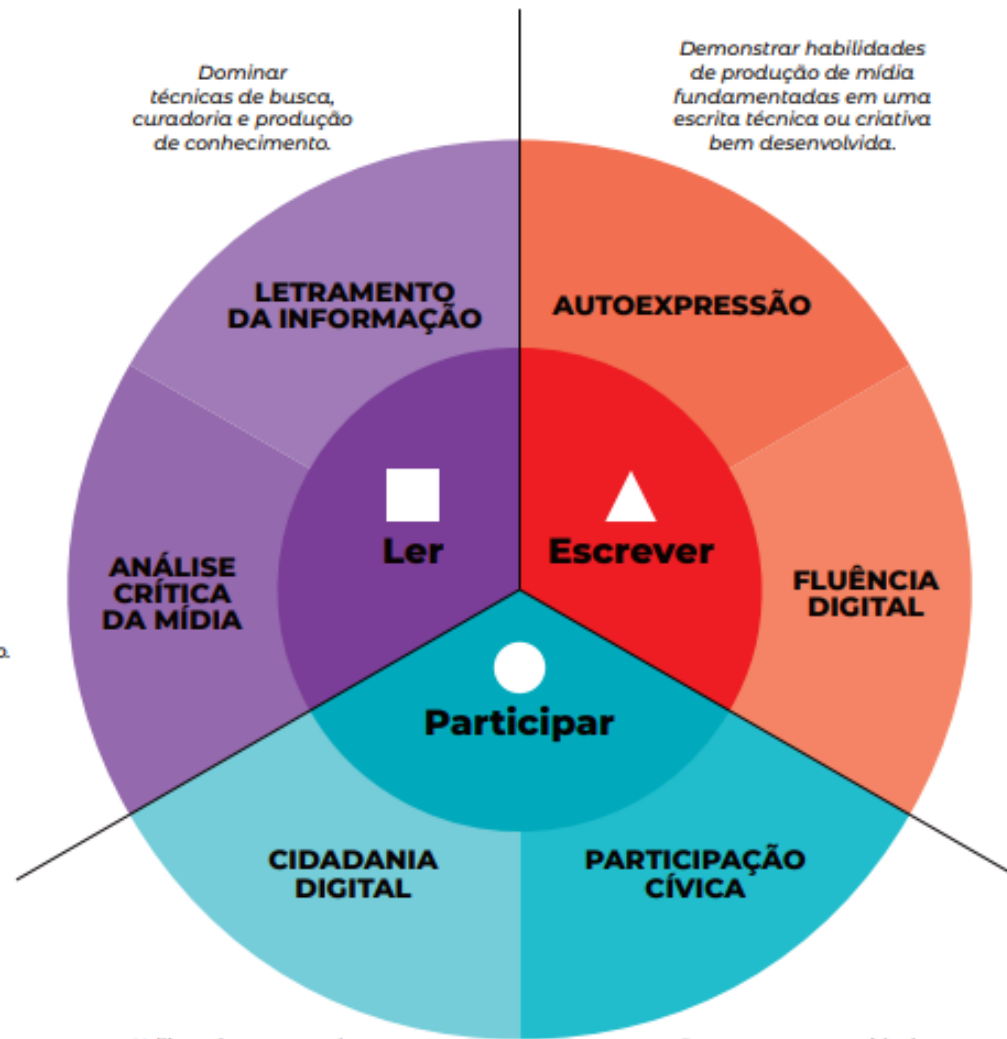 Dominar
técnicas de busca,
curadoria e produção
de conhecimento.
Demonstrar habilidades
de produção de mídia
fundamentadas em uma
escrita técnica ou criativa
bem desenvolvida.
LETRAMENTO
DA INFORMAÇÃO
AUTOEXPRESSÃO
Ler
Escrever
ANÁLISE
CRÍTICA
DA MÍDIA
FLUÊNCIA
DIGITAL
Participar
CIDADANIA
DIGITAL
PARTICIPAÇÃO
CÍVICA